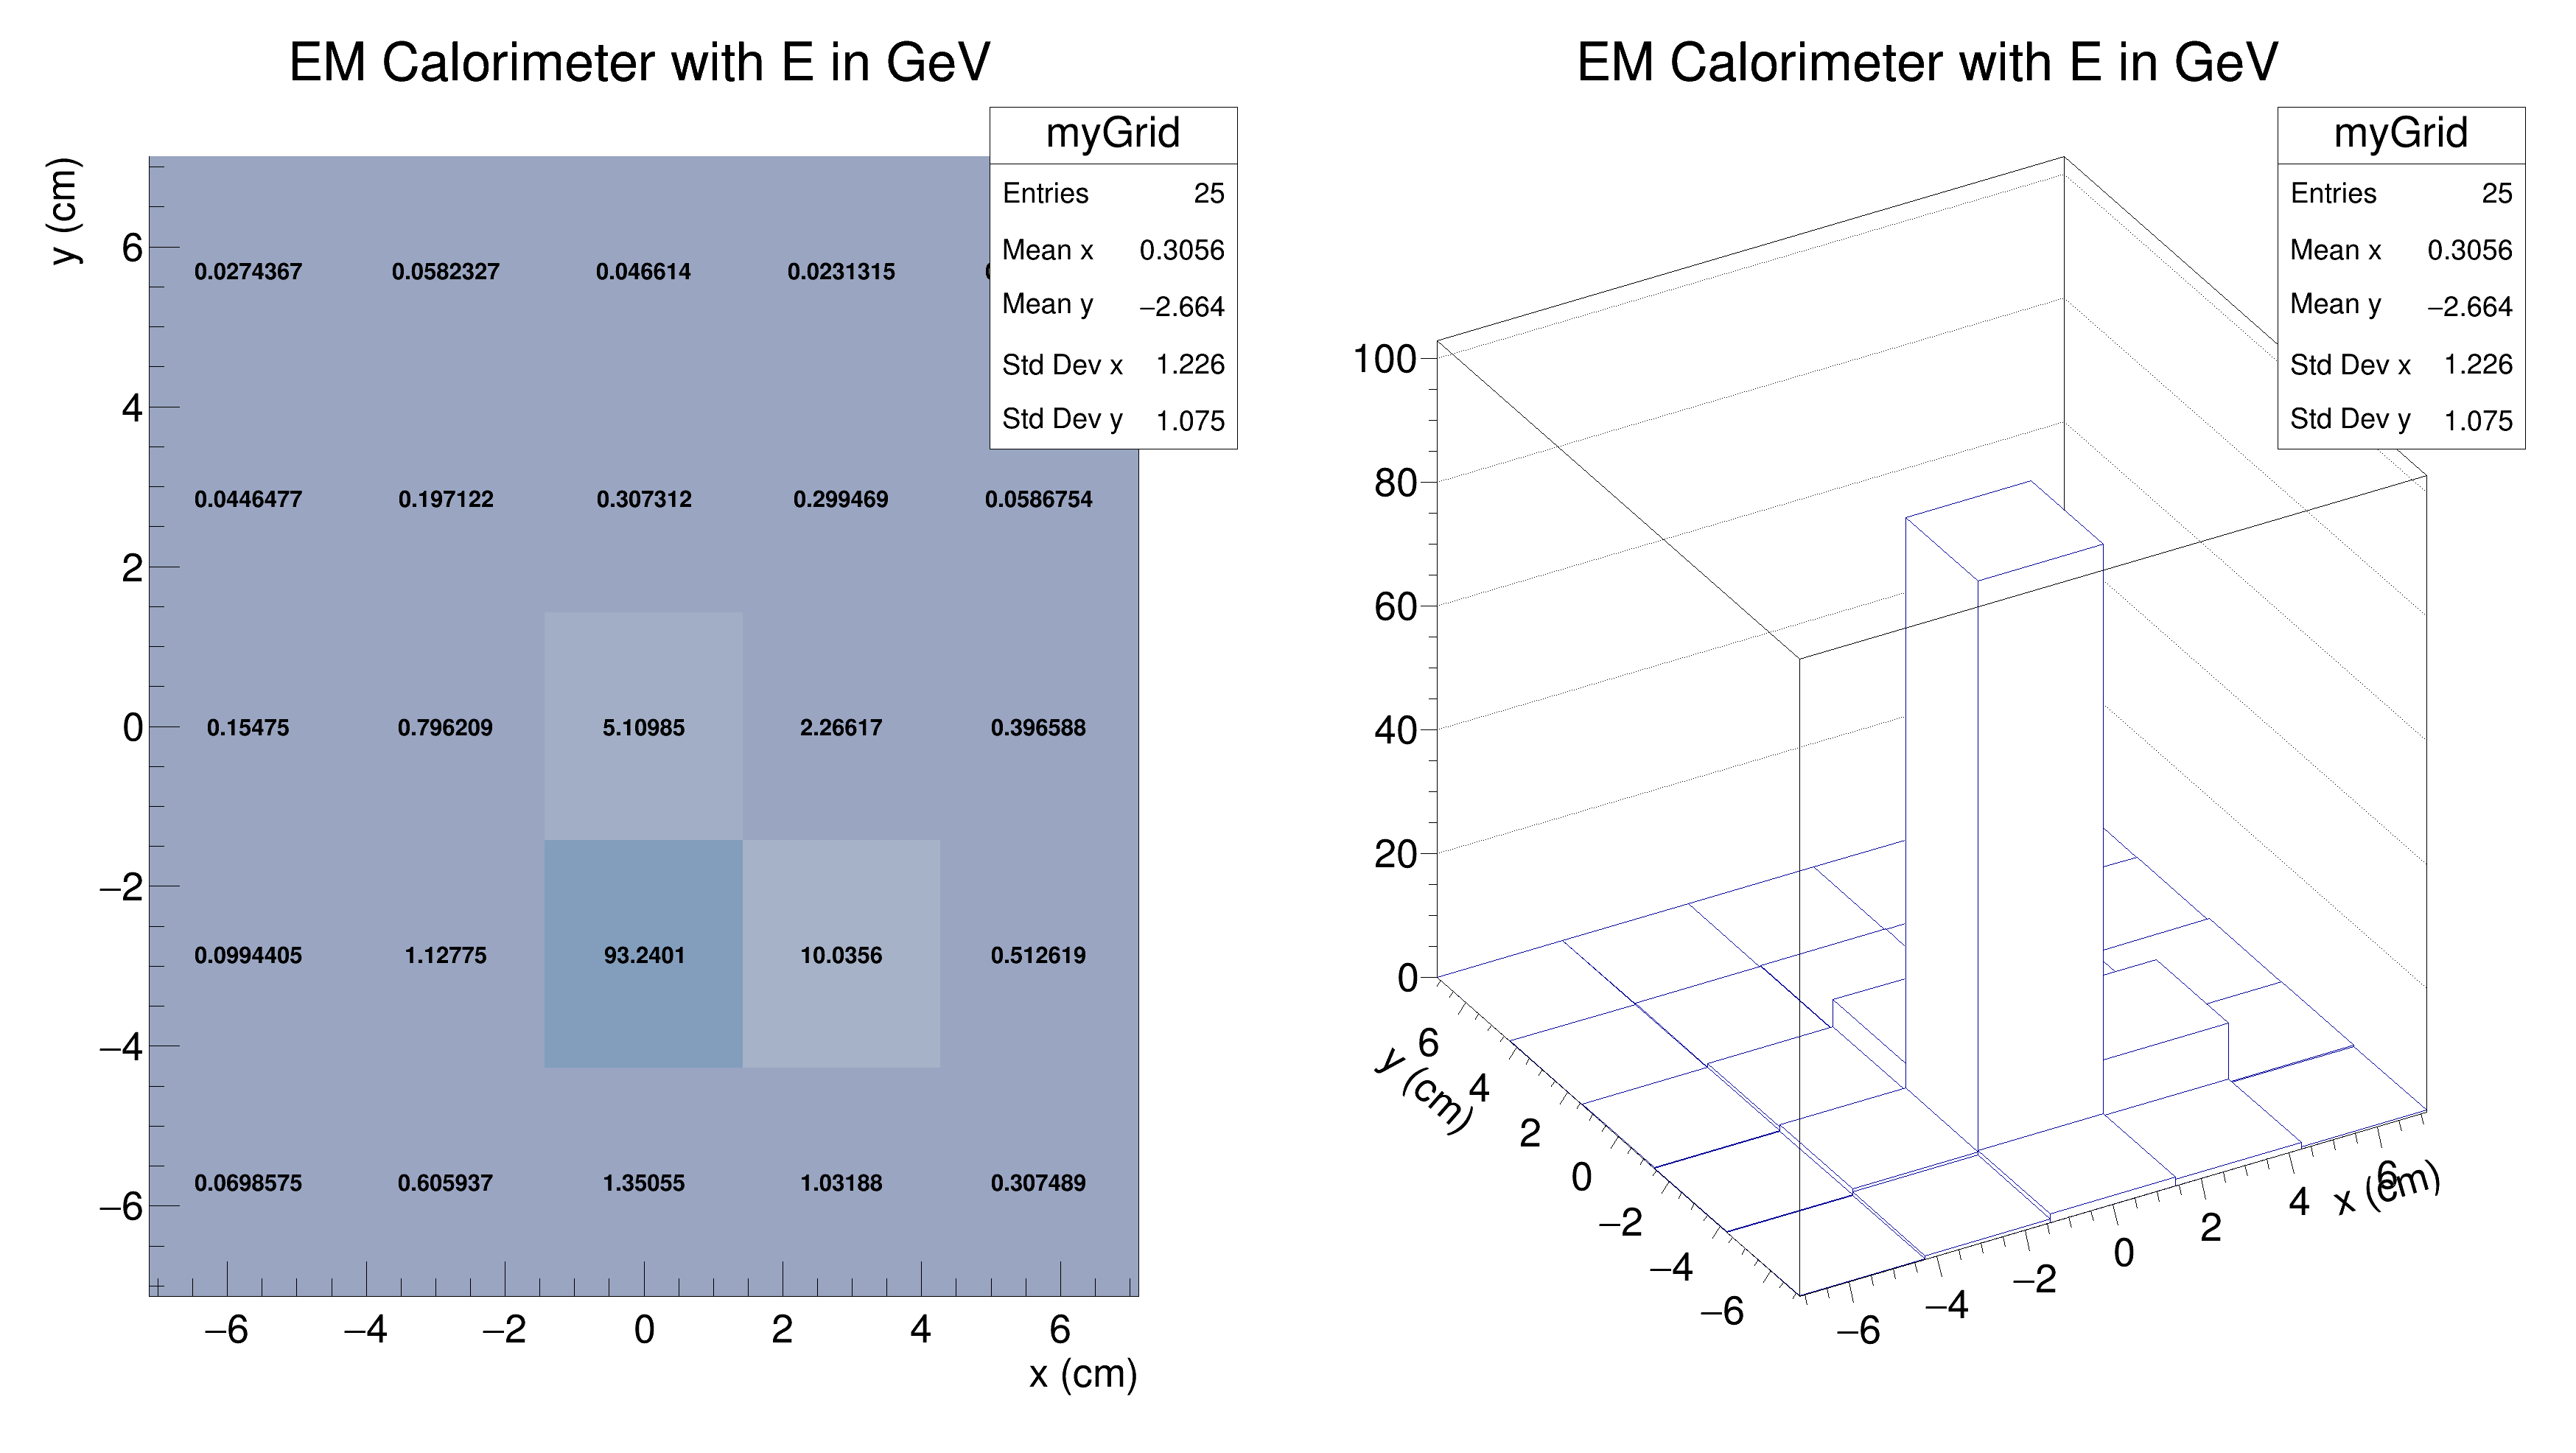 EM Calorimeter with E in GeV
myGrid
Entries 25
Mean x 0.3056
Mean y −2.664
Std Dev x 1.226
Std Dev y 1.075
y (cm)
6
4
2
0
−2
−4
−6
0.0274367 0.0582327 0.046614 0.0231315
0.0446477 0.197122 0.307312 0.299469 0.0586754
0.15475 0.796209 5.10985 2.26617 0.396588
0.0994405 1.12775 93.2401 10.0356 0.512619
0.0698575 0.605937 1.35055 1.03188 0.307489
−6 −4 −2 0 2 4 6
x (cm)
EM Calorimeter with E in GeV
myGrid
Entries 25
Mean x 0.3056
Mean y −2.664
Std Dev x 1.226
Std Dev y 1.075
100
80
60
40
20
0
6
4
2
0
−2
−4
−6
y (cm)
−6
−4
−2
0
2
4
6
x (cm)